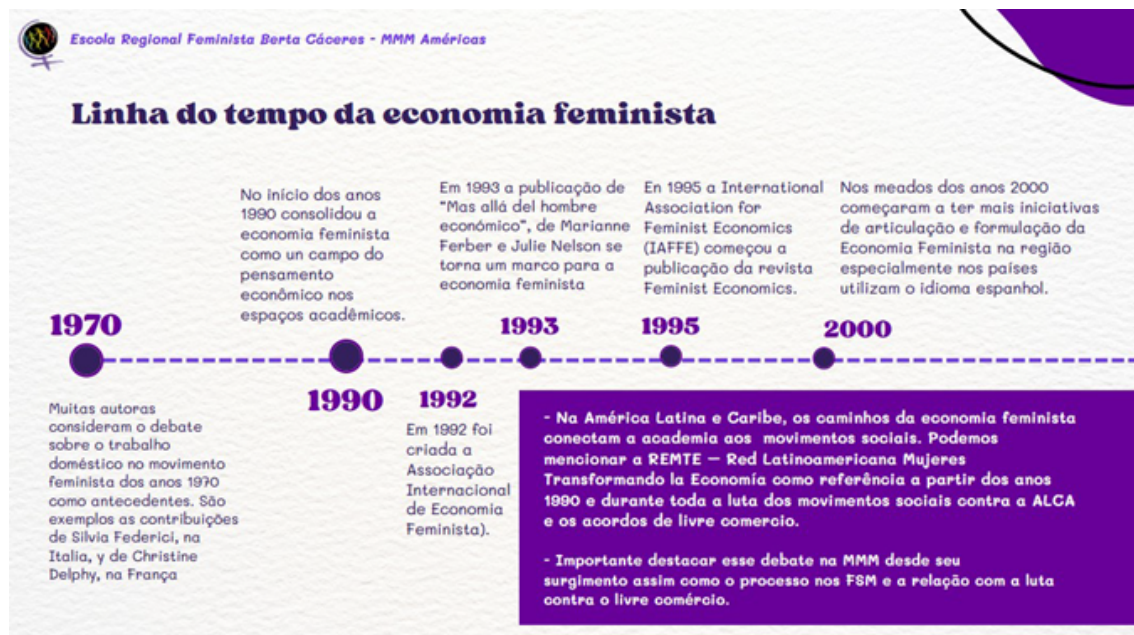 Escola Regional Feminista Berta Cáceres - MMM Américas
Linha do tempo da economia feminista
1970
Muitas autoras
consideram o debate
sobre o trabalho
doméstico no movimento
feminista dos anos 1970
como antecedentes. São
exemplos as contribuições
de Silvia Federici, na
Italia, y de Christine
Delphy, na França
No início dos anos
1990 consolidou a
economia feminista
como un campo do
pensamento
econômico nos
espaços acadêmicos.
1990
1992
Em 1992 foi
criada a
Associação
Internacional
de Economia
Feminista).
Em 1993 a publicação de
"Mas allá del hombre
económico", de Marianne
Ferber e Julie Nelson se
torna um marco para a
economia feminista
1993
En 1995 a International
Association for
Feminist Economics
(IAFFE) começou a
publicação da revista
Feminist Economics.
1995
Nos meados dos anos 2000
começaram a ter mais iniciativas
de articulação e formulação da
Economia Feminista na região
especialmente nos países
utilizam o idioma espanhol.
2000
- Na América Latina e Caribe, os caminhos da economia feminista
conectam a academia aos movimentos sociais. Podemos
mencionar a REMTE – Red Latinoamericana Mujeres
Transformando la Economía como referência a partir dos anos
1990 e durante toda a luta dos movimentos sociais contra a ALCA
e os acordos de livre comercio.
- Importante destacar esse debate na MMM desde seu
surgimento assim como o processo nos FSM e a relação com a luta
contra o livre comércio.